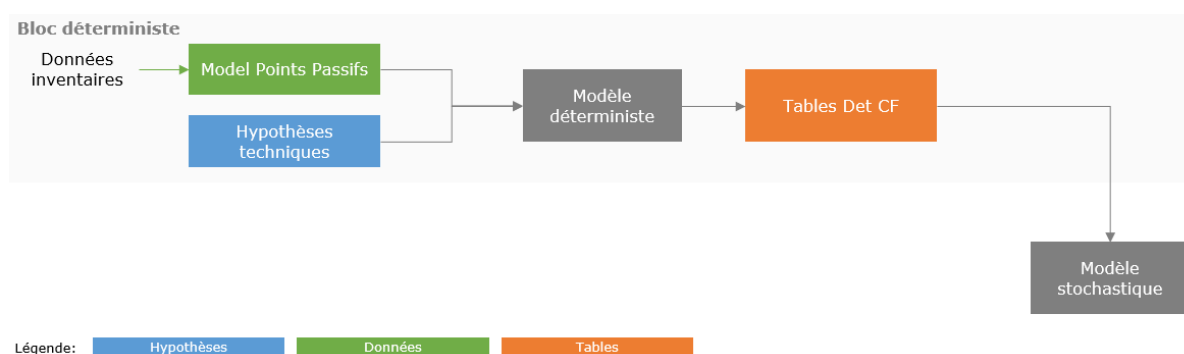 Bloc déterministe
Données
inventaires
Model Points Passifs
Hypothèses
techniques
Modèle
déterministe
Tables Det CF
Modèle
stochastique
Légende:
Hypothèses
Données
Tables